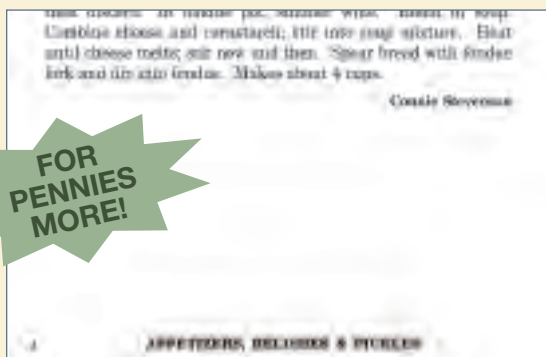 Combine cheese and cornstarch; stir into soup mixture. Heat
until cheese melts; stir now and then. Spear bread with fondue
fork and dip into fondue. Makes about 4 cups.
Connie Stevenson
FOR
PENNIES
MORE!
APPETIZERS, RELISHES & PICKLES